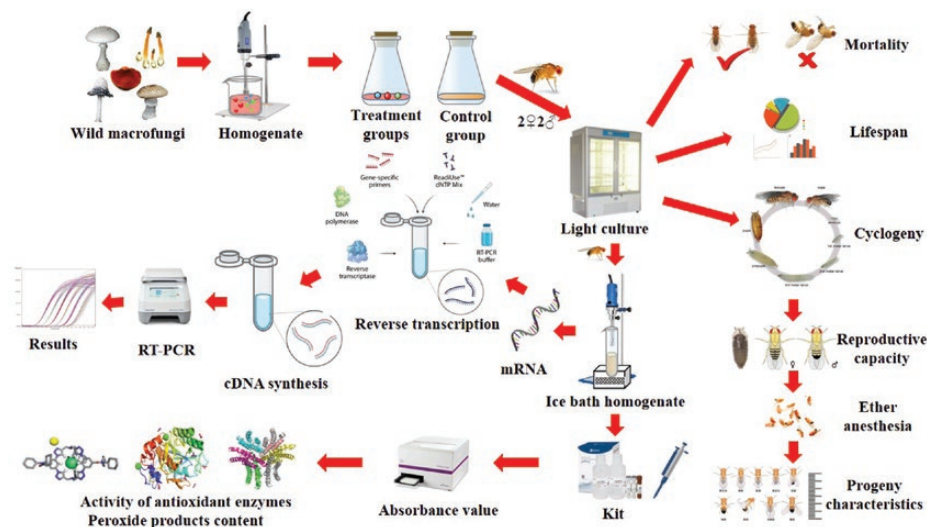 Wild macrofungi
Homogenate
Treatment
groups
Control
group
2♀2♂
Light culture
Mortality
Lifespan
Cyclogeny
Reproductive
capacity
♀
♂
Ether
anesthesia
Progeny
characteristics
Gene-specific
primers
ReadiUse™
dNTP Mix
DNA
polymerase
Water
Reverse
transcriptase
RT-PCR
buffer
Reverse transcription
mRNA
Ice bath homogenate
cDNA synthesis
RT-PCR
Results
Kit
Absorbance value
Activity of antioxidant enzymes
Peroxide products content